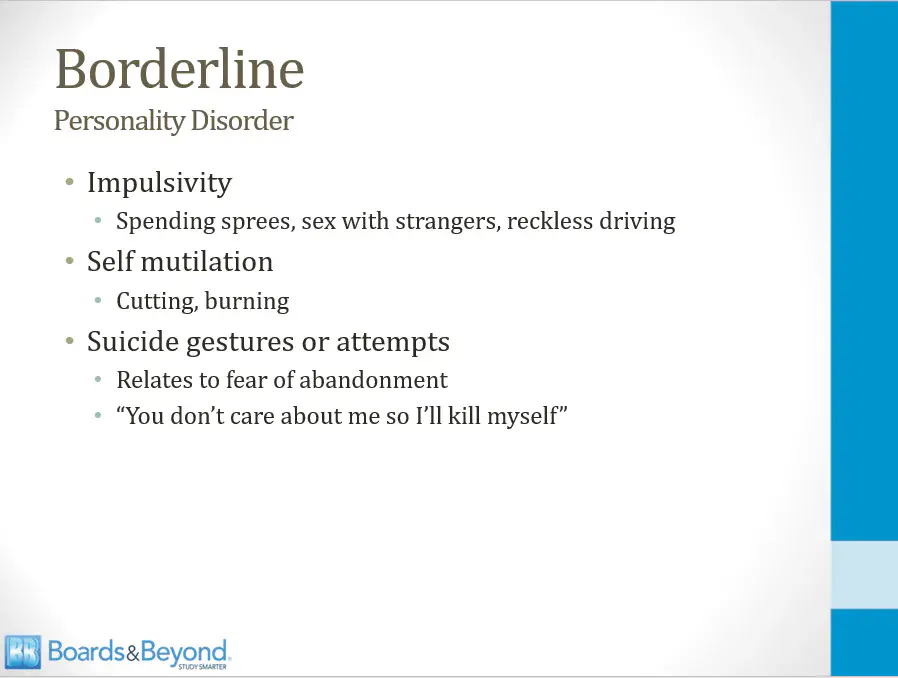 Borderline
Personality Disorder
• Impulsivity
• Spending sprees, sex with strangers, reckless driving
• Self mutilation
• Cutting, burning
• Suicide gestures or attempts
• Relates to fear of abandonment
• “You don’t care about me so I’ll kill myself”
BB Boards&Beyond.
STUDY SMARTER